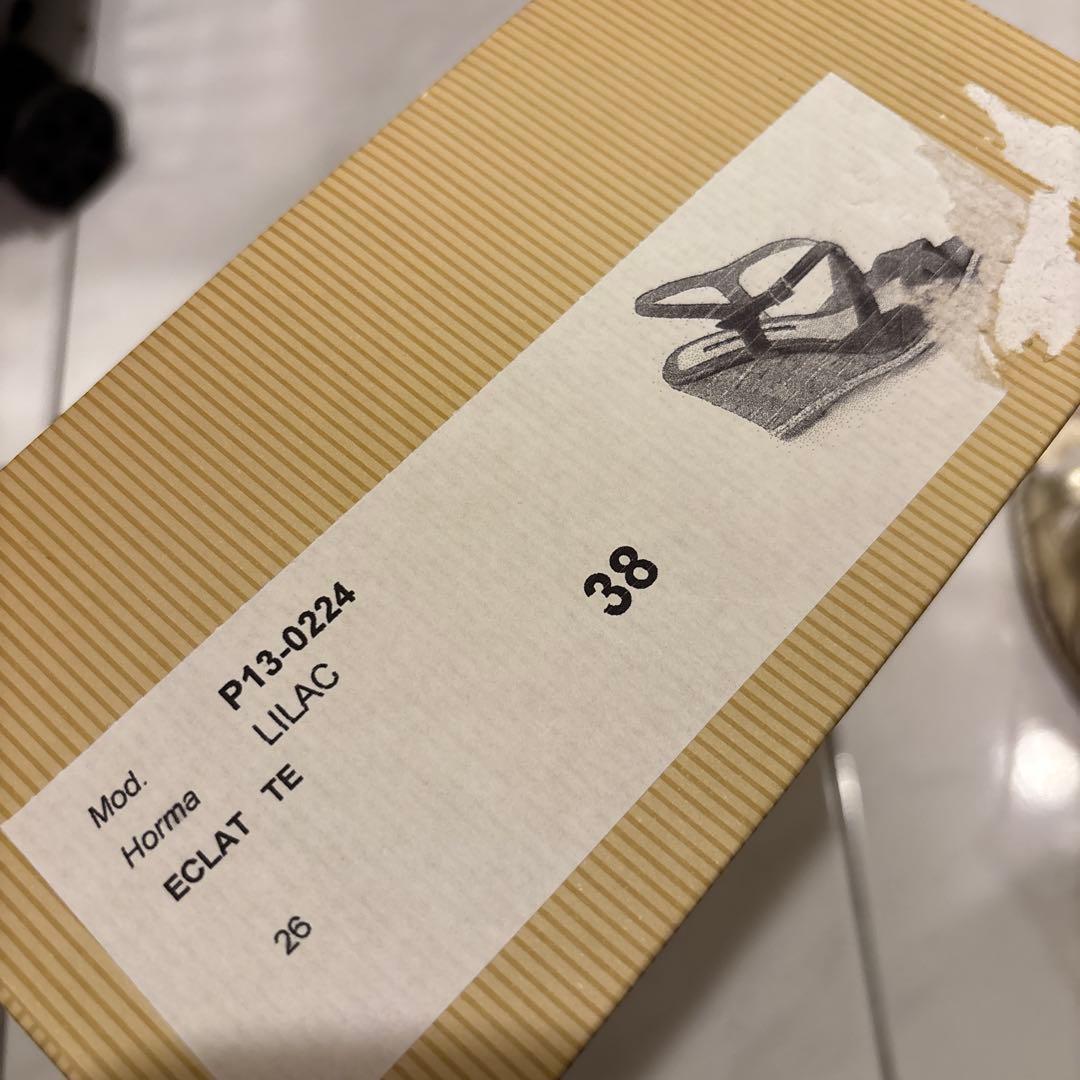 Mod. P13-0224
Horma LILAC
ECLAT TE
26
38